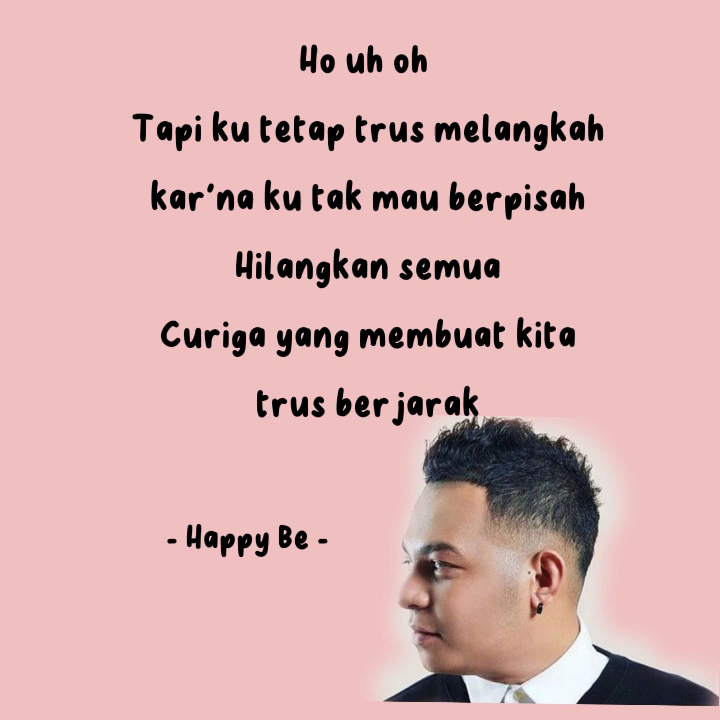 Ho uh oh
Tapi ku tetap trus melangkah
kar'na ku tak mau berpisah
Hilangkan semua
Curiga yang membuat kita
trus berjarak
- Happy Be -